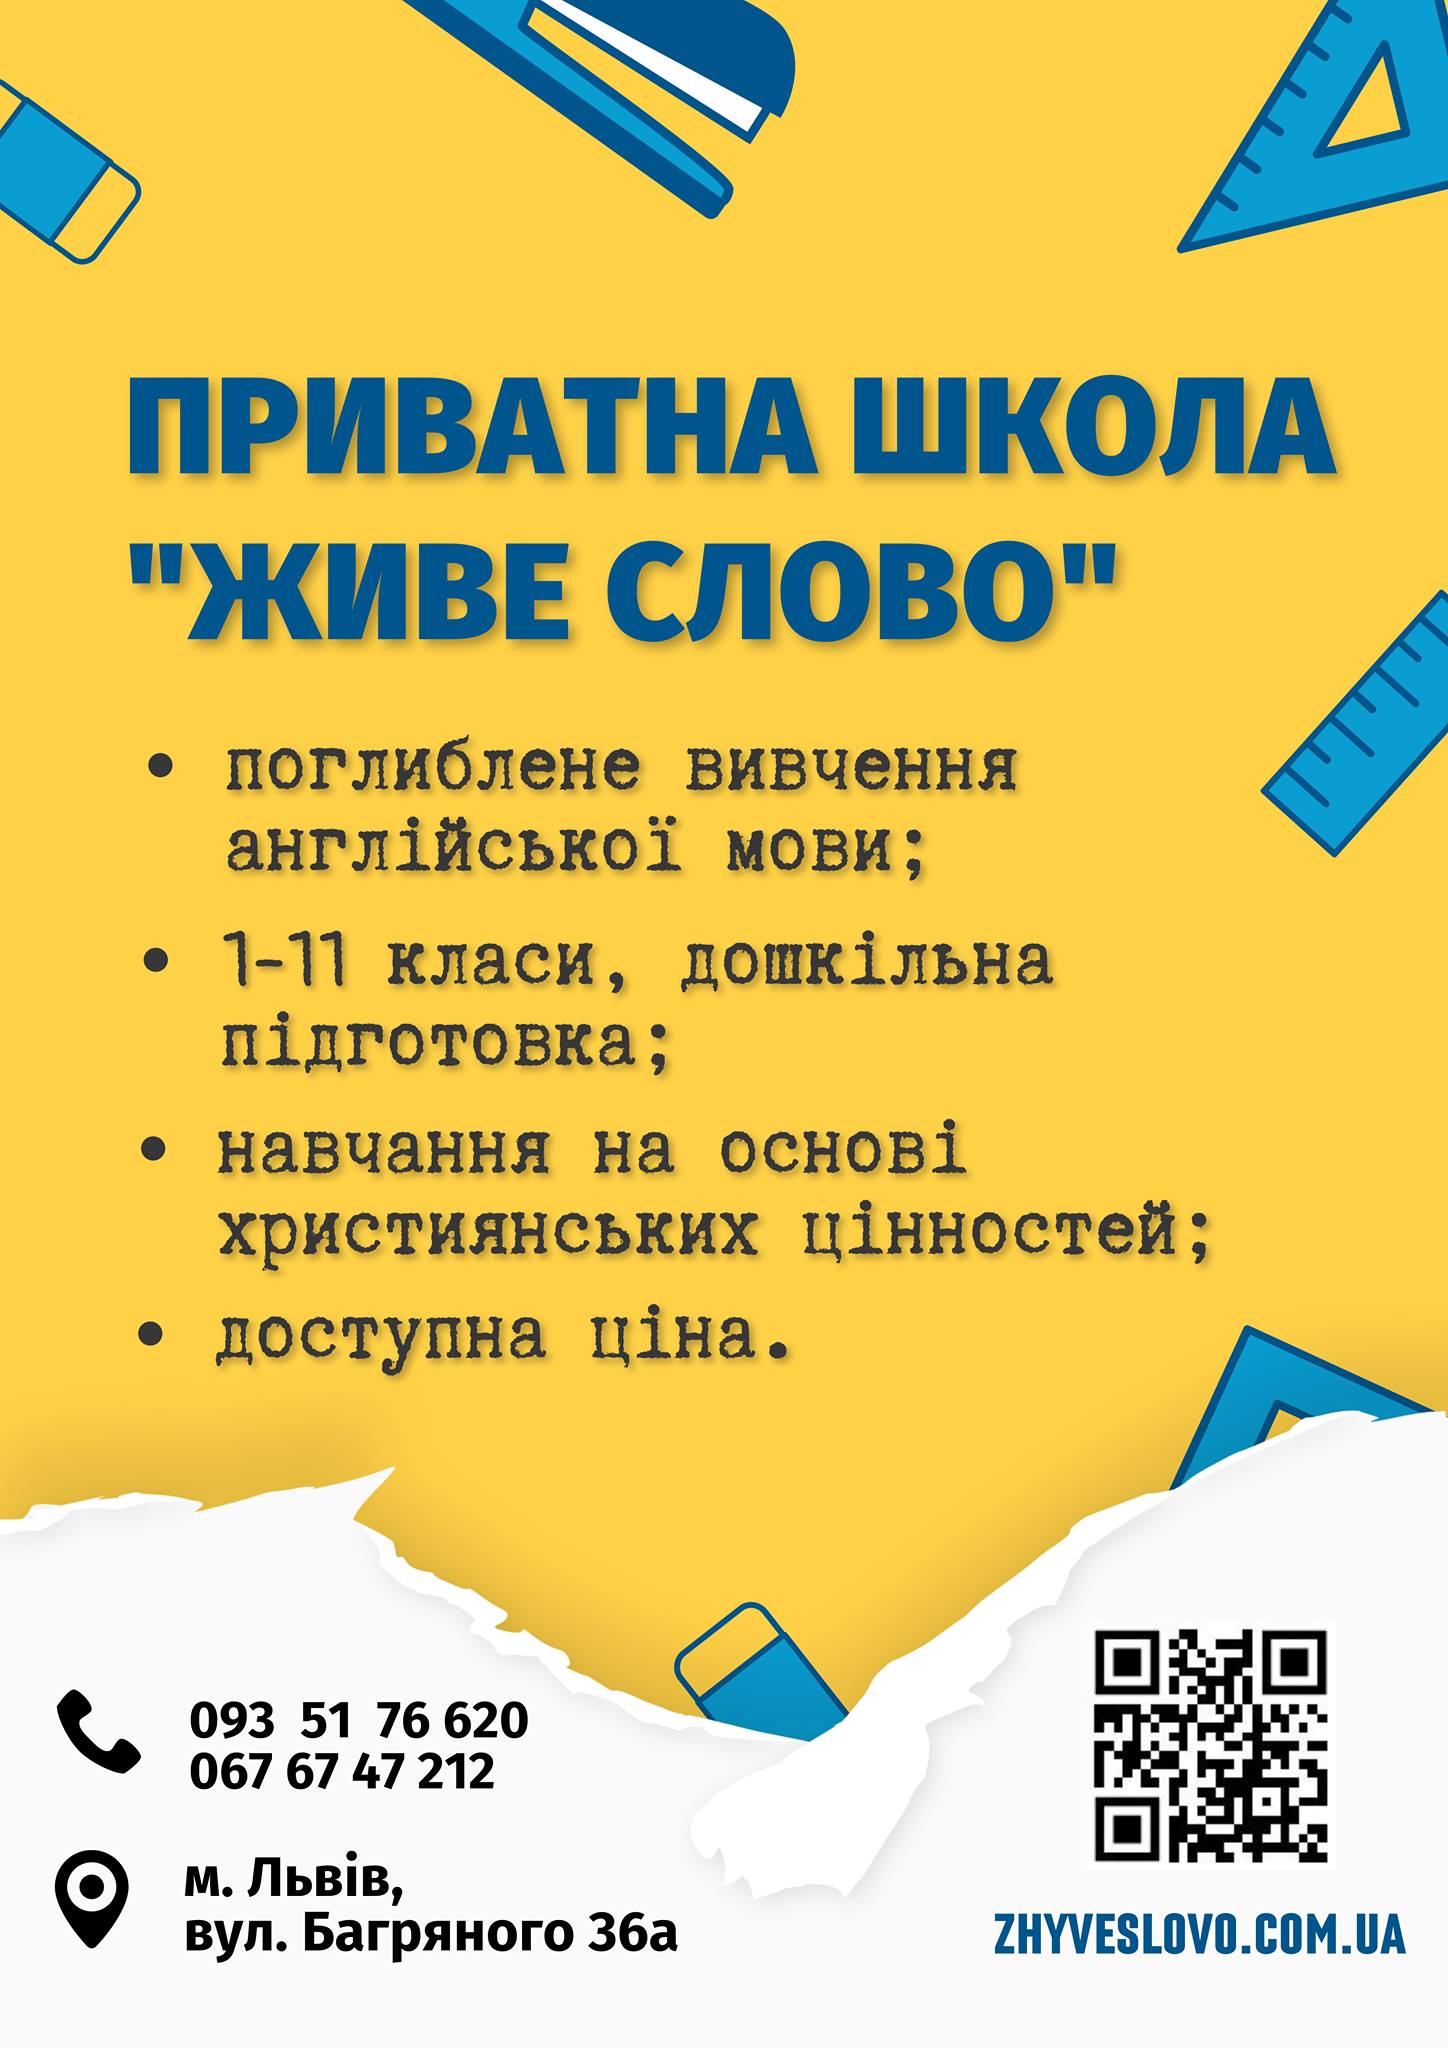 ПРИВАТНА ШКОЛА
"ЖИВЕ СЛОВО"
• поглиблене вивчення
англійської мови;
• 1-11 класи, дошкільна
підготовка;
• навчання на основі
християнських цінностей;
• доступна ціна.
093 51 76 620
067 67 47 212
м. Львів,
вул. Багряного 36а
ZHYVESLOVO.COM.UA